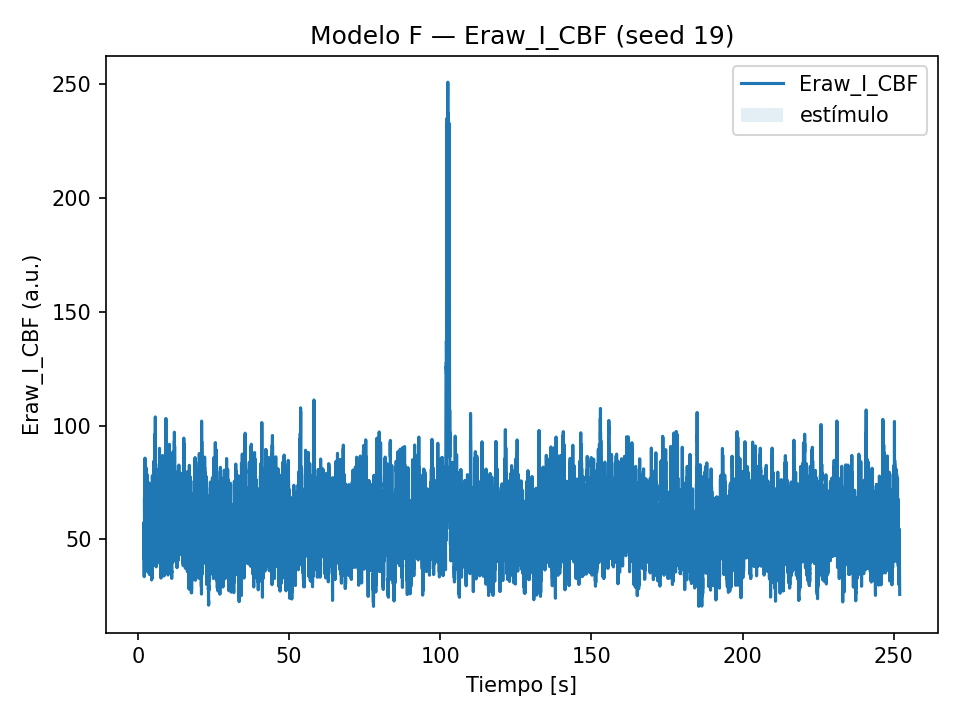 Modelo F — Eraw_I_CBF (seed 19)
Eraw_I_CBF
estímulo
Eraw_I_CBF (a.u.)
250
200
150
100
50
0 50 100 150 200 250
Tiempo [s]